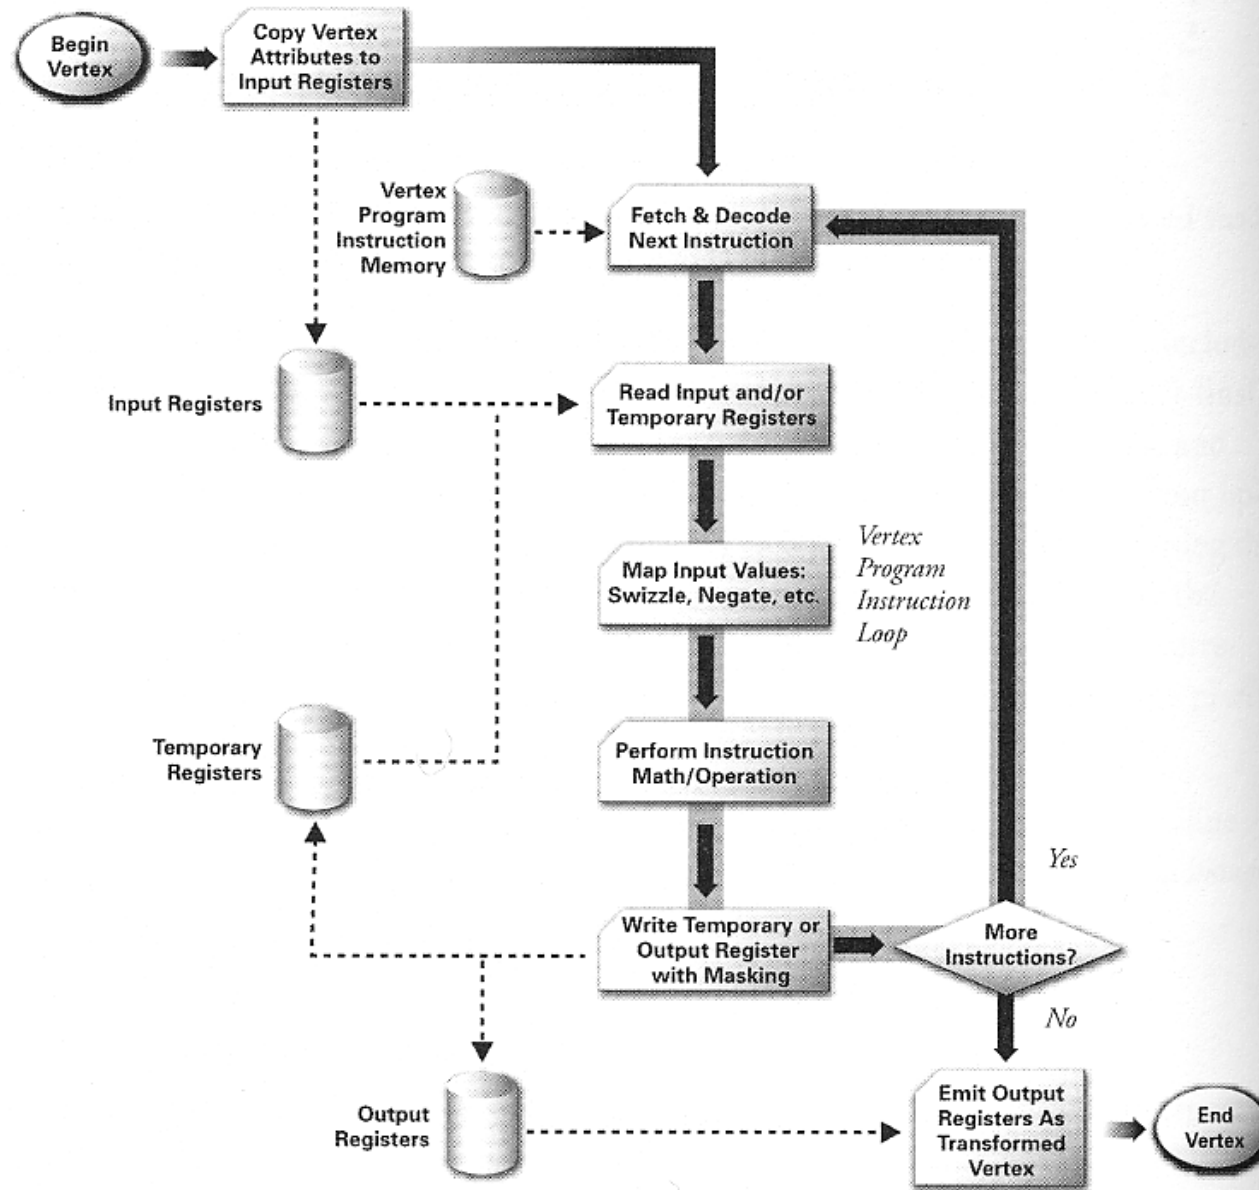 Begin
Vertex
Copy Vertex
Attributes to
Input Registers
Vertex
Program
Instruction
Memory
Fetch & Decode
Next Instruction
Input Registers
Read Input and/or
Temporary Registers
Map Input Values:
Swizzle, Negate, etc.
Vertex
Program
Instruction
Loop
Temporary
Registers
Perform Instruction
Math/Operation
Yes
Write Temporary or
Output Register
with Masking
More
Instructions?
No
Output
Registers
Emit Output
Registers As
Transformed
Vertex
End
Vertex